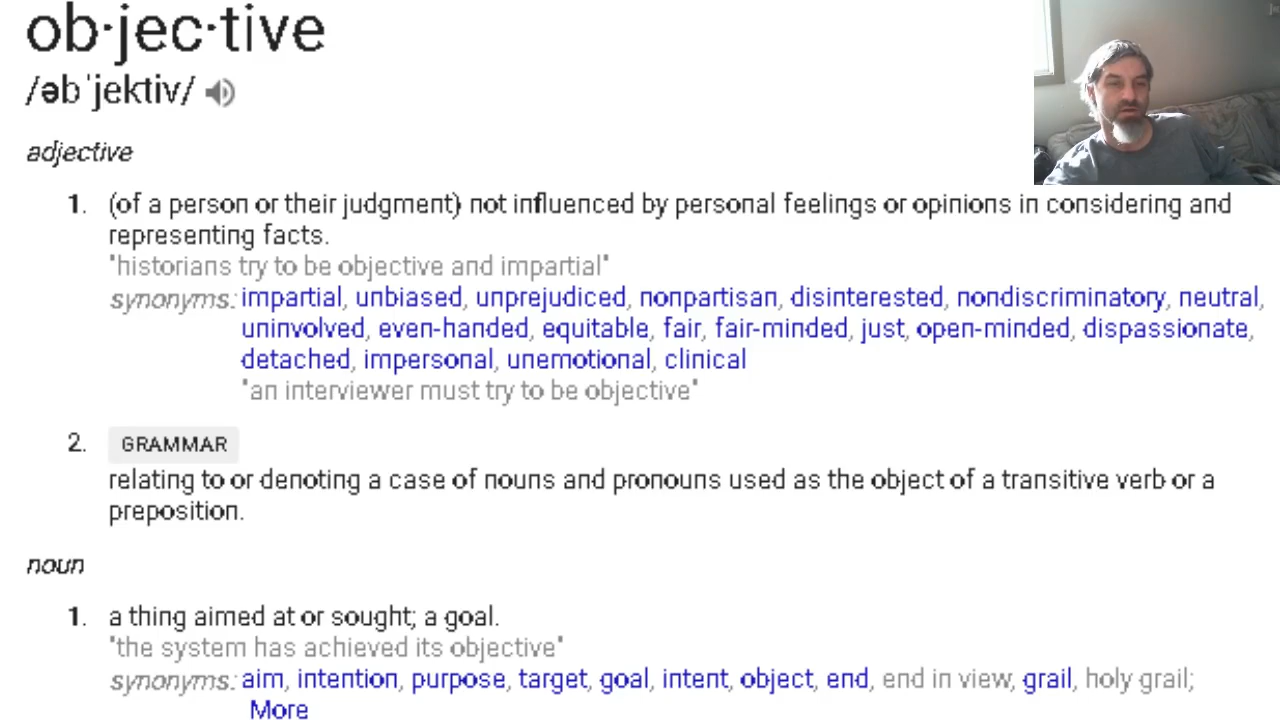 ob·jec·tive
/əbˈjektiv/
adjective
1. (of a person or their judgment) not influenced by personal feelings or opinions in considering and
representing facts.
"historians try to be objective and impartial"
synonyms: impartial, unbiased, unprejudiced, nonpartisan, disinterested, nondiscriminatory, neutral,
uninvolved, even-handed, equitable, fair, fair-minded, just, open-minded, dispassionate,
detached, impersonal, unemotional, clinical
"an interviewer must try to be objective"
2. GRAMMAR
relating to or denoting a case of nouns and pronouns used as the object of a transitive verb or a
preposition.
noun
1. a thing aimed at or sought; a goal.
"the system has achieved its objective"
synonyms: aim, intention, purpose, target, goal, intent, object, end, end in view, grail, holy grail;
More